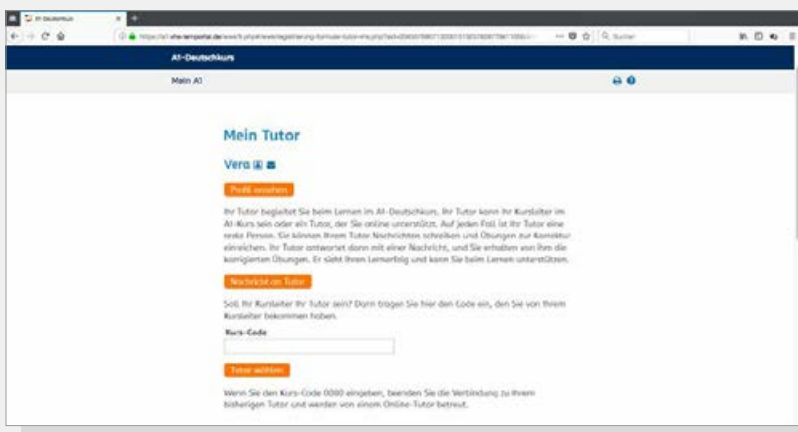 A1-Deutschkurs
Suchen
A1-Deutschkurs
Mein A1
Mein Tutor
Vera
Profil ansehen
Ihr Tutor begleitet Sie beim Lernen im A1-Deutschkurs. Ihr Tutor kann Ihr Kursleiter im
A1-Kurs sein oder ein Tutor, der Sie online unterstützt. Auf jeden Fall ist Ihr Tutor eine
reale Person. Sie können Ihrem Tutor Nachrichten schreiben und Übungen zur Korrektur
einreichen. Ihr Tutor antwortet dann mit einer Nachricht, und Sie erhalten von ihm die
korrigierten Übungen. Er sieht Ihren Lernerfolg und kann Sie beim Lernen unterstützen.
Nachricht an Tutor
Soll Ihr Kursleiter Ihr Tutor sein? Dann tragen Sie hier den Code ein, den Sie von Ihrem
Kursleiter bekommen haben.
Kurs-Code
Tutor wählen
Wenn Sie den Kurs-Code 0000 eingeben, beenden Sie die Verbindung zu Ihrem
bisherigen Tutor und werden von einem Online-Tutor betreut.